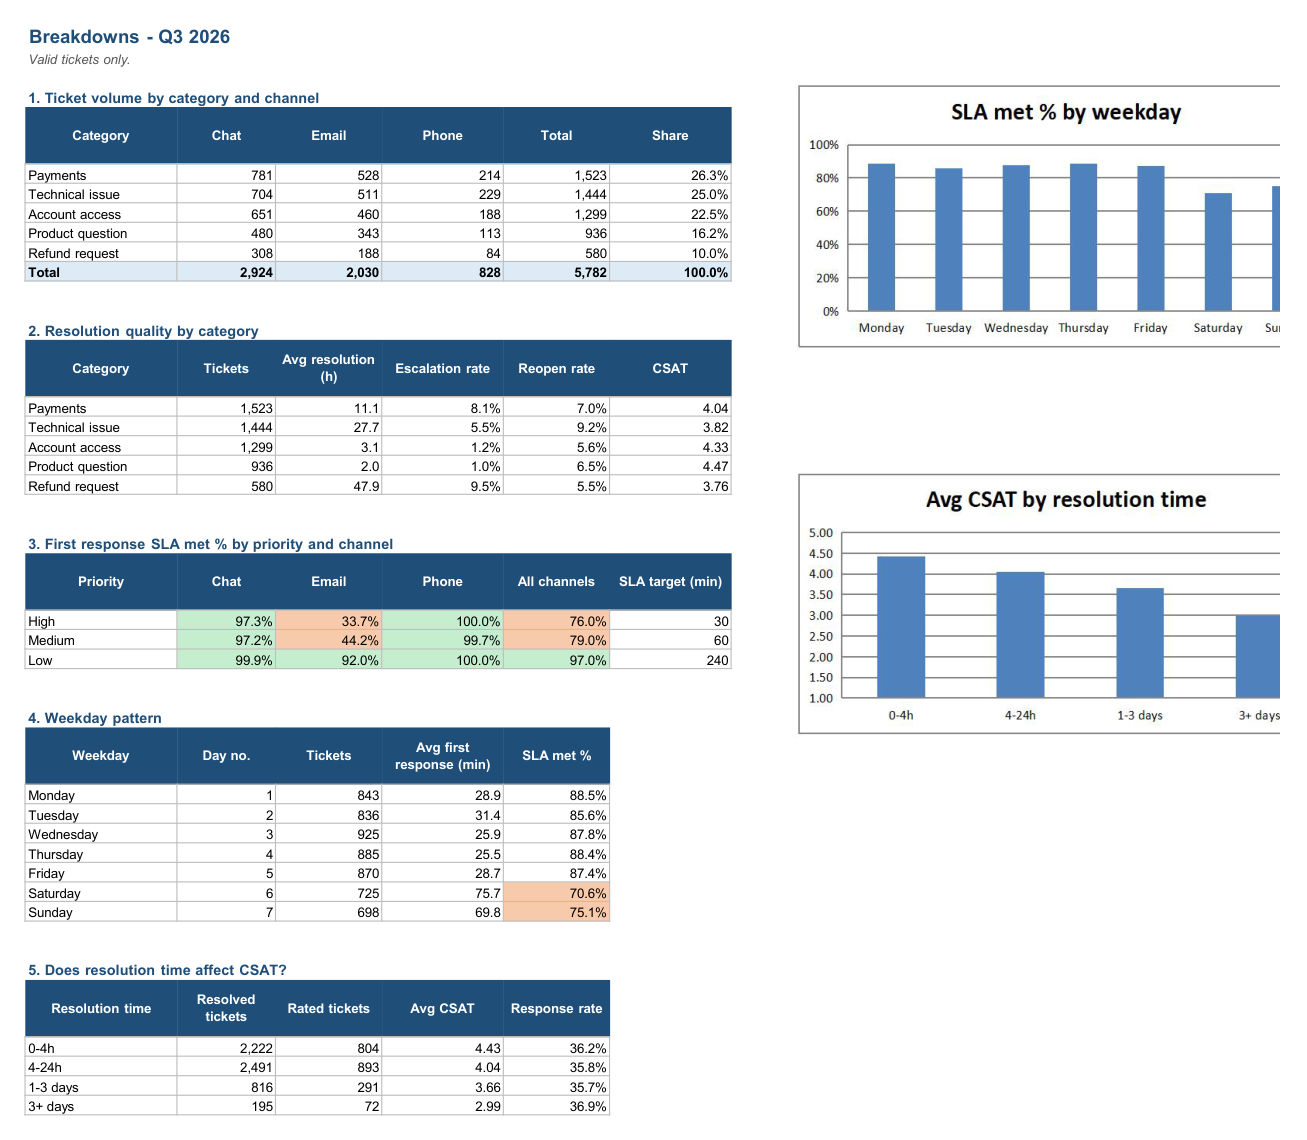 Breakdowns - Q3 2026
Valid tickets only.
1. Ticket volume by category and channel
Category Chat Email Phone Total Share
Payments 781 528 214 1,523 26.3%
Technical issue 704 511 229 1,444 25.0%
Account access 651 460 188 1,299 22.5%
Product question 480 343 113 936 16.2%
Refund request 308 188 84 580 10.0%
Total 2,924 2,030 828 5,782 100.0%
2. Resolution quality by category
Category Tickets Avg resolution (h) Escalation rate Reopen rate CSAT
Payments 1,523 11.1 8.1% 7.0% 4.04
Technical issue 1,444 27.7 5.5% 9.2% 3.82
Account access 1,299 3.1 1.2% 5.6% 4.33
Product question 936 2.0 1.0% 6.5% 4.47
Refund request 580 47.9 9.5% 5.5% 3.76
3. First response SLA met % by priority and channel
Priority Chat Email Phone All channels SLA target (min)
High 97.3% 33.7% 100.0% 76.0% 30
Medium 97.2% 44.2% 99.7% 79.0% 60
Low 99.9% 92.0% 100.0% 97.0% 240
4. Weekday pattern
Weekday Day no. Tickets Avg first response (min) SLA met %
Monday 1 843 28.9 88.5%
Tuesday 2 836 31.4 85.6%
Wednesday 3 925 25.9 87.8%
Thursday 4 885 25.5 88.4%
Friday 5 870 28.7 87.4%
Saturday 6 725 75.7 70.6%
Sunday 7 698 69.8 75.1%
5. Does resolution time affect CSAT?
Resolution time Resolved tickets Rated tickets Avg CSAT Response rate
0-4h 2,222 804 4.43 36.2%
4-24h 2,491 893 4.04 35.8%
1-3 days 816 291 3.66 35.7%
3+ days 195 72 2.99 36.9%
SLA met % by weekday
100%
80%
60%
40%
20%
0%
Monday Tuesday Wednesday Thursday Friday Saturday
Avg CSAT by resolution time
5.00
4.50
4.00
3.50
3.00
2.50
2.00
1.50
1.00
0-4h 4-24h 1-3 days 3+ days